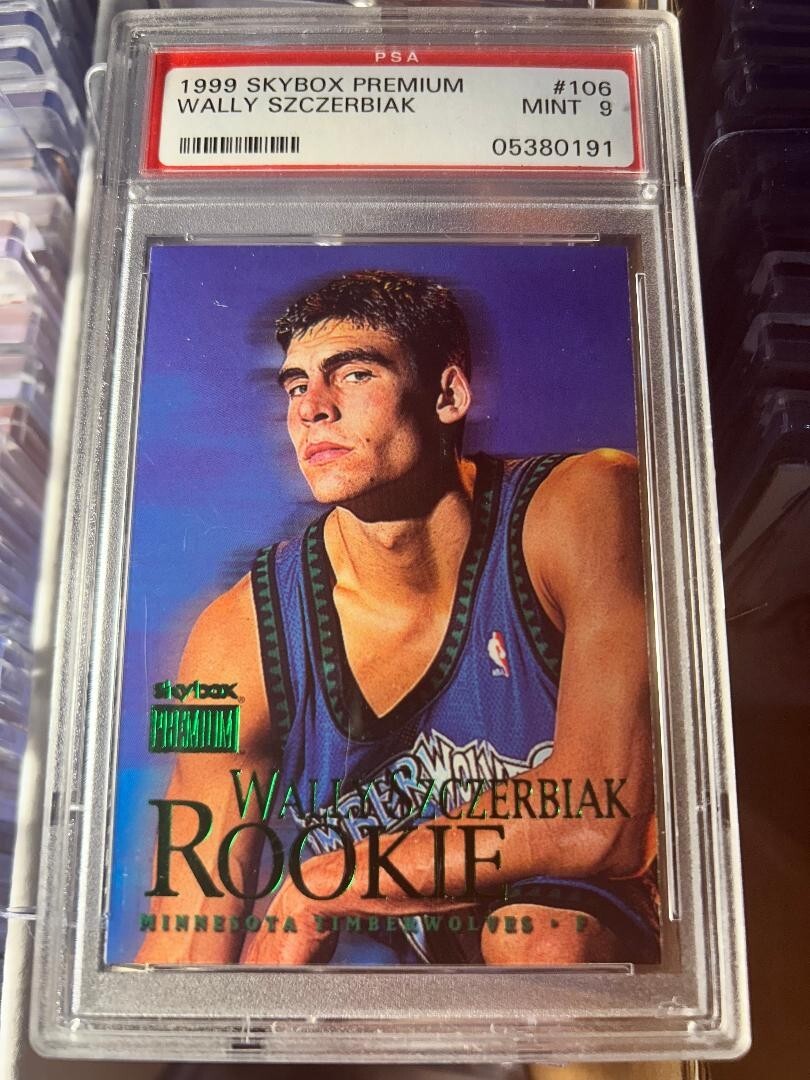 PSA
1999 SKYBOX PREMIUM #106
WALLY SZCZERBIAK MINT 9
05380191
skybox
PREMIUM
WALLY SZCZERBIAK
ROOKIE
MINNESOTA TIMBERWOLVES • F